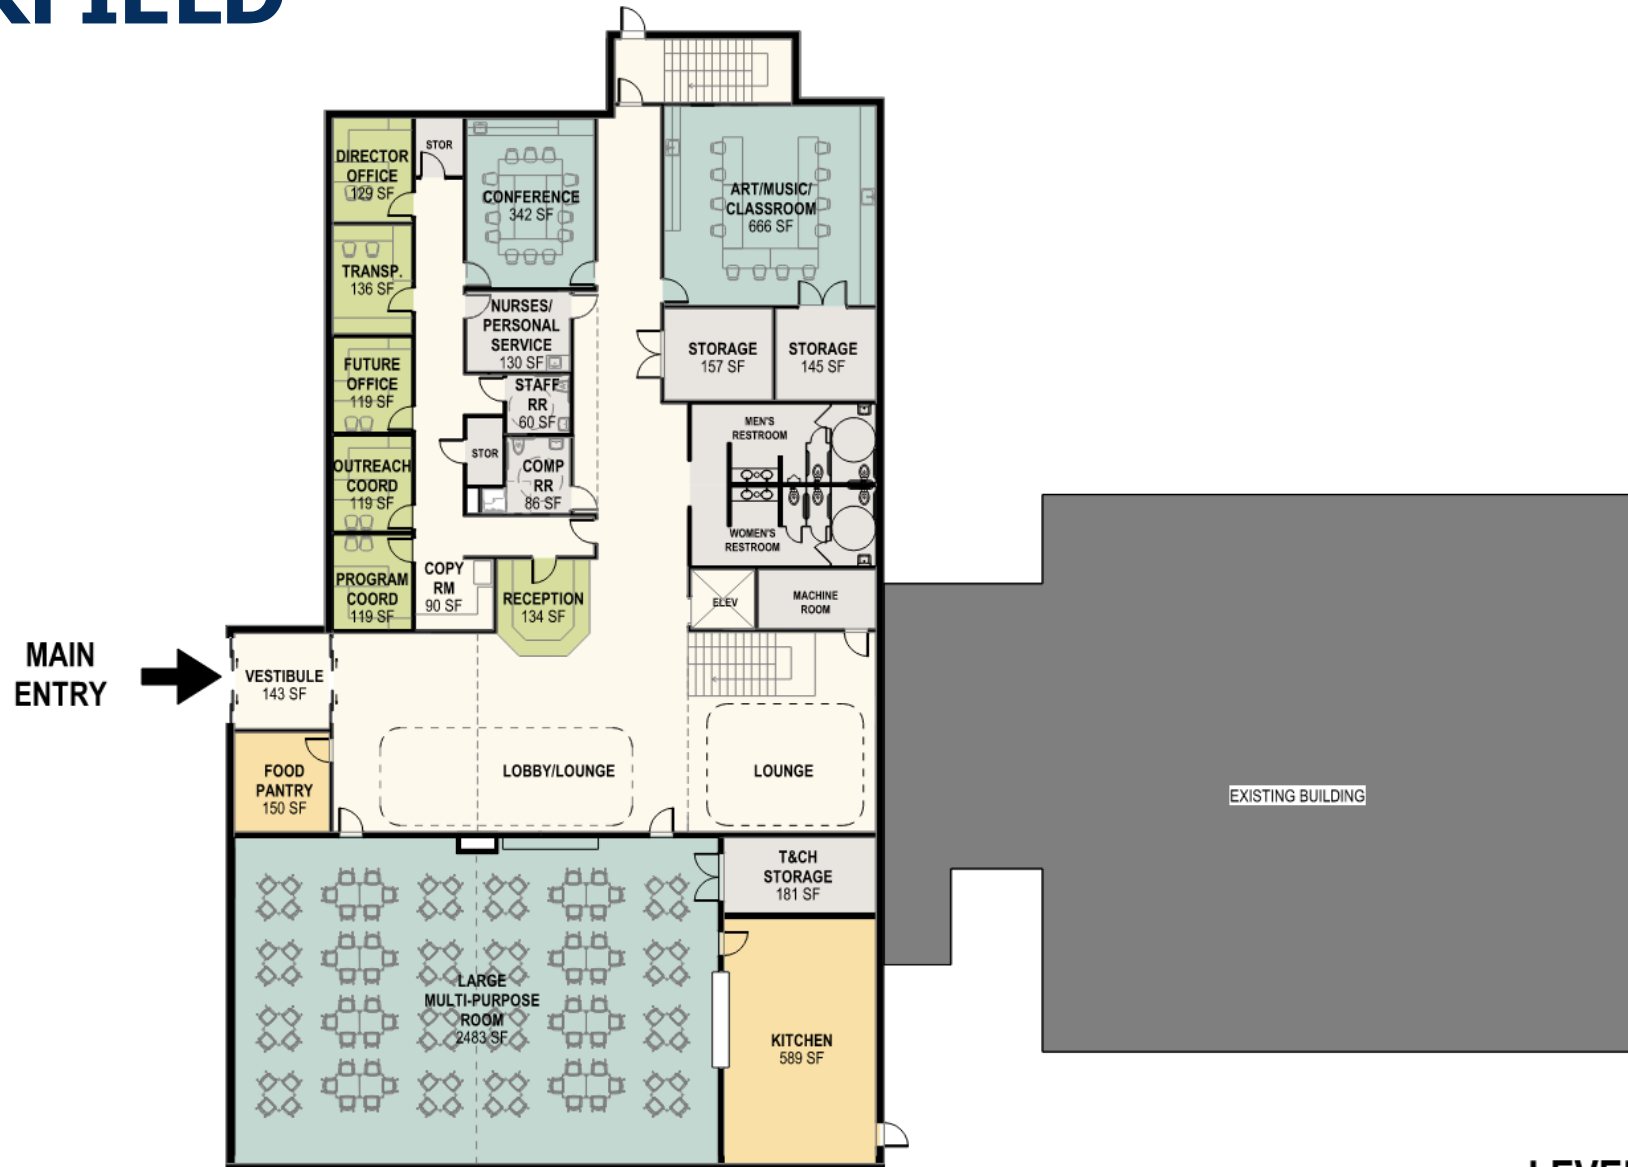 DIRECTOR
OFFICE
129 SF
STOR
CONFERENCE
342 SF
ART/MUSIC/
CLASSROOM
666 SF
TRANSP.
136 SF
NURSES/
PERSONAL
SERVICE
130 SF
STORAGE
157 SF
STORAGE
145 SF
FUTURE
OFFICE
119 SF
STAFF
RR
60 SF
MEN'S
RESTROOM
OUTREACH
COORD
119 SF
STOR
COMP
RR
86 SF
WOMEN'S
RESTROOM
PROGRAM
COORD
119 SF
COPY
RM
90 SF
RECEPTION
134 SF
ELEV
MACHINE
ROOM
MAIN
ENTRY
VESTIBULE
143 SF
FOOD
PANTRY
150 SF
LOBBY/LOUNGE
LOUNGE
EXISTING BUILDING
T&CH
STORAGE
181 SF
LARGE
MULTI-PURPOSE
ROOM
2483 SF
KITCHEN
589 SF